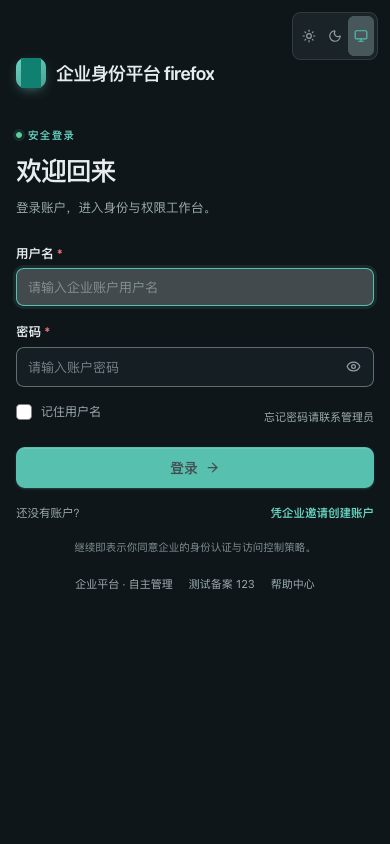 企业身份平台 firefox
安全登录
欢迎回来
登录账户，进入身份与权限工作台。
用户名 *
请输入企业账户用户名
密码 *
请输入账户密码
记住用户名
忘记密码请联系管理员
登录 →
还没有账户?
凭企业邀请创建账户
继续即表示你同意企业的身份认证与访问控制策略。
企业平台 · 自主管理 测试备案 123 帮助中心